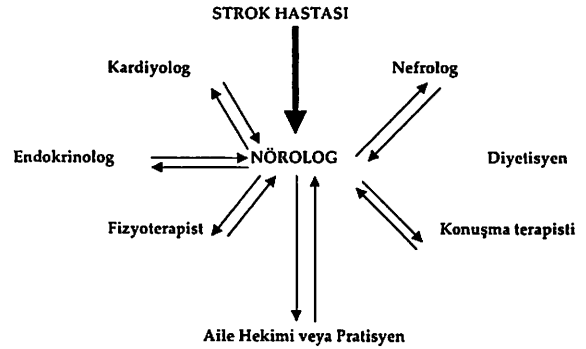 STROK HASTASI
Kardiyolog
Nefrolog
Endokrinolog
NÖROLOG
Diyetisyen
Fizyoterapist
Konuşma terapisti
Aile Hekimi veya Pratisyen